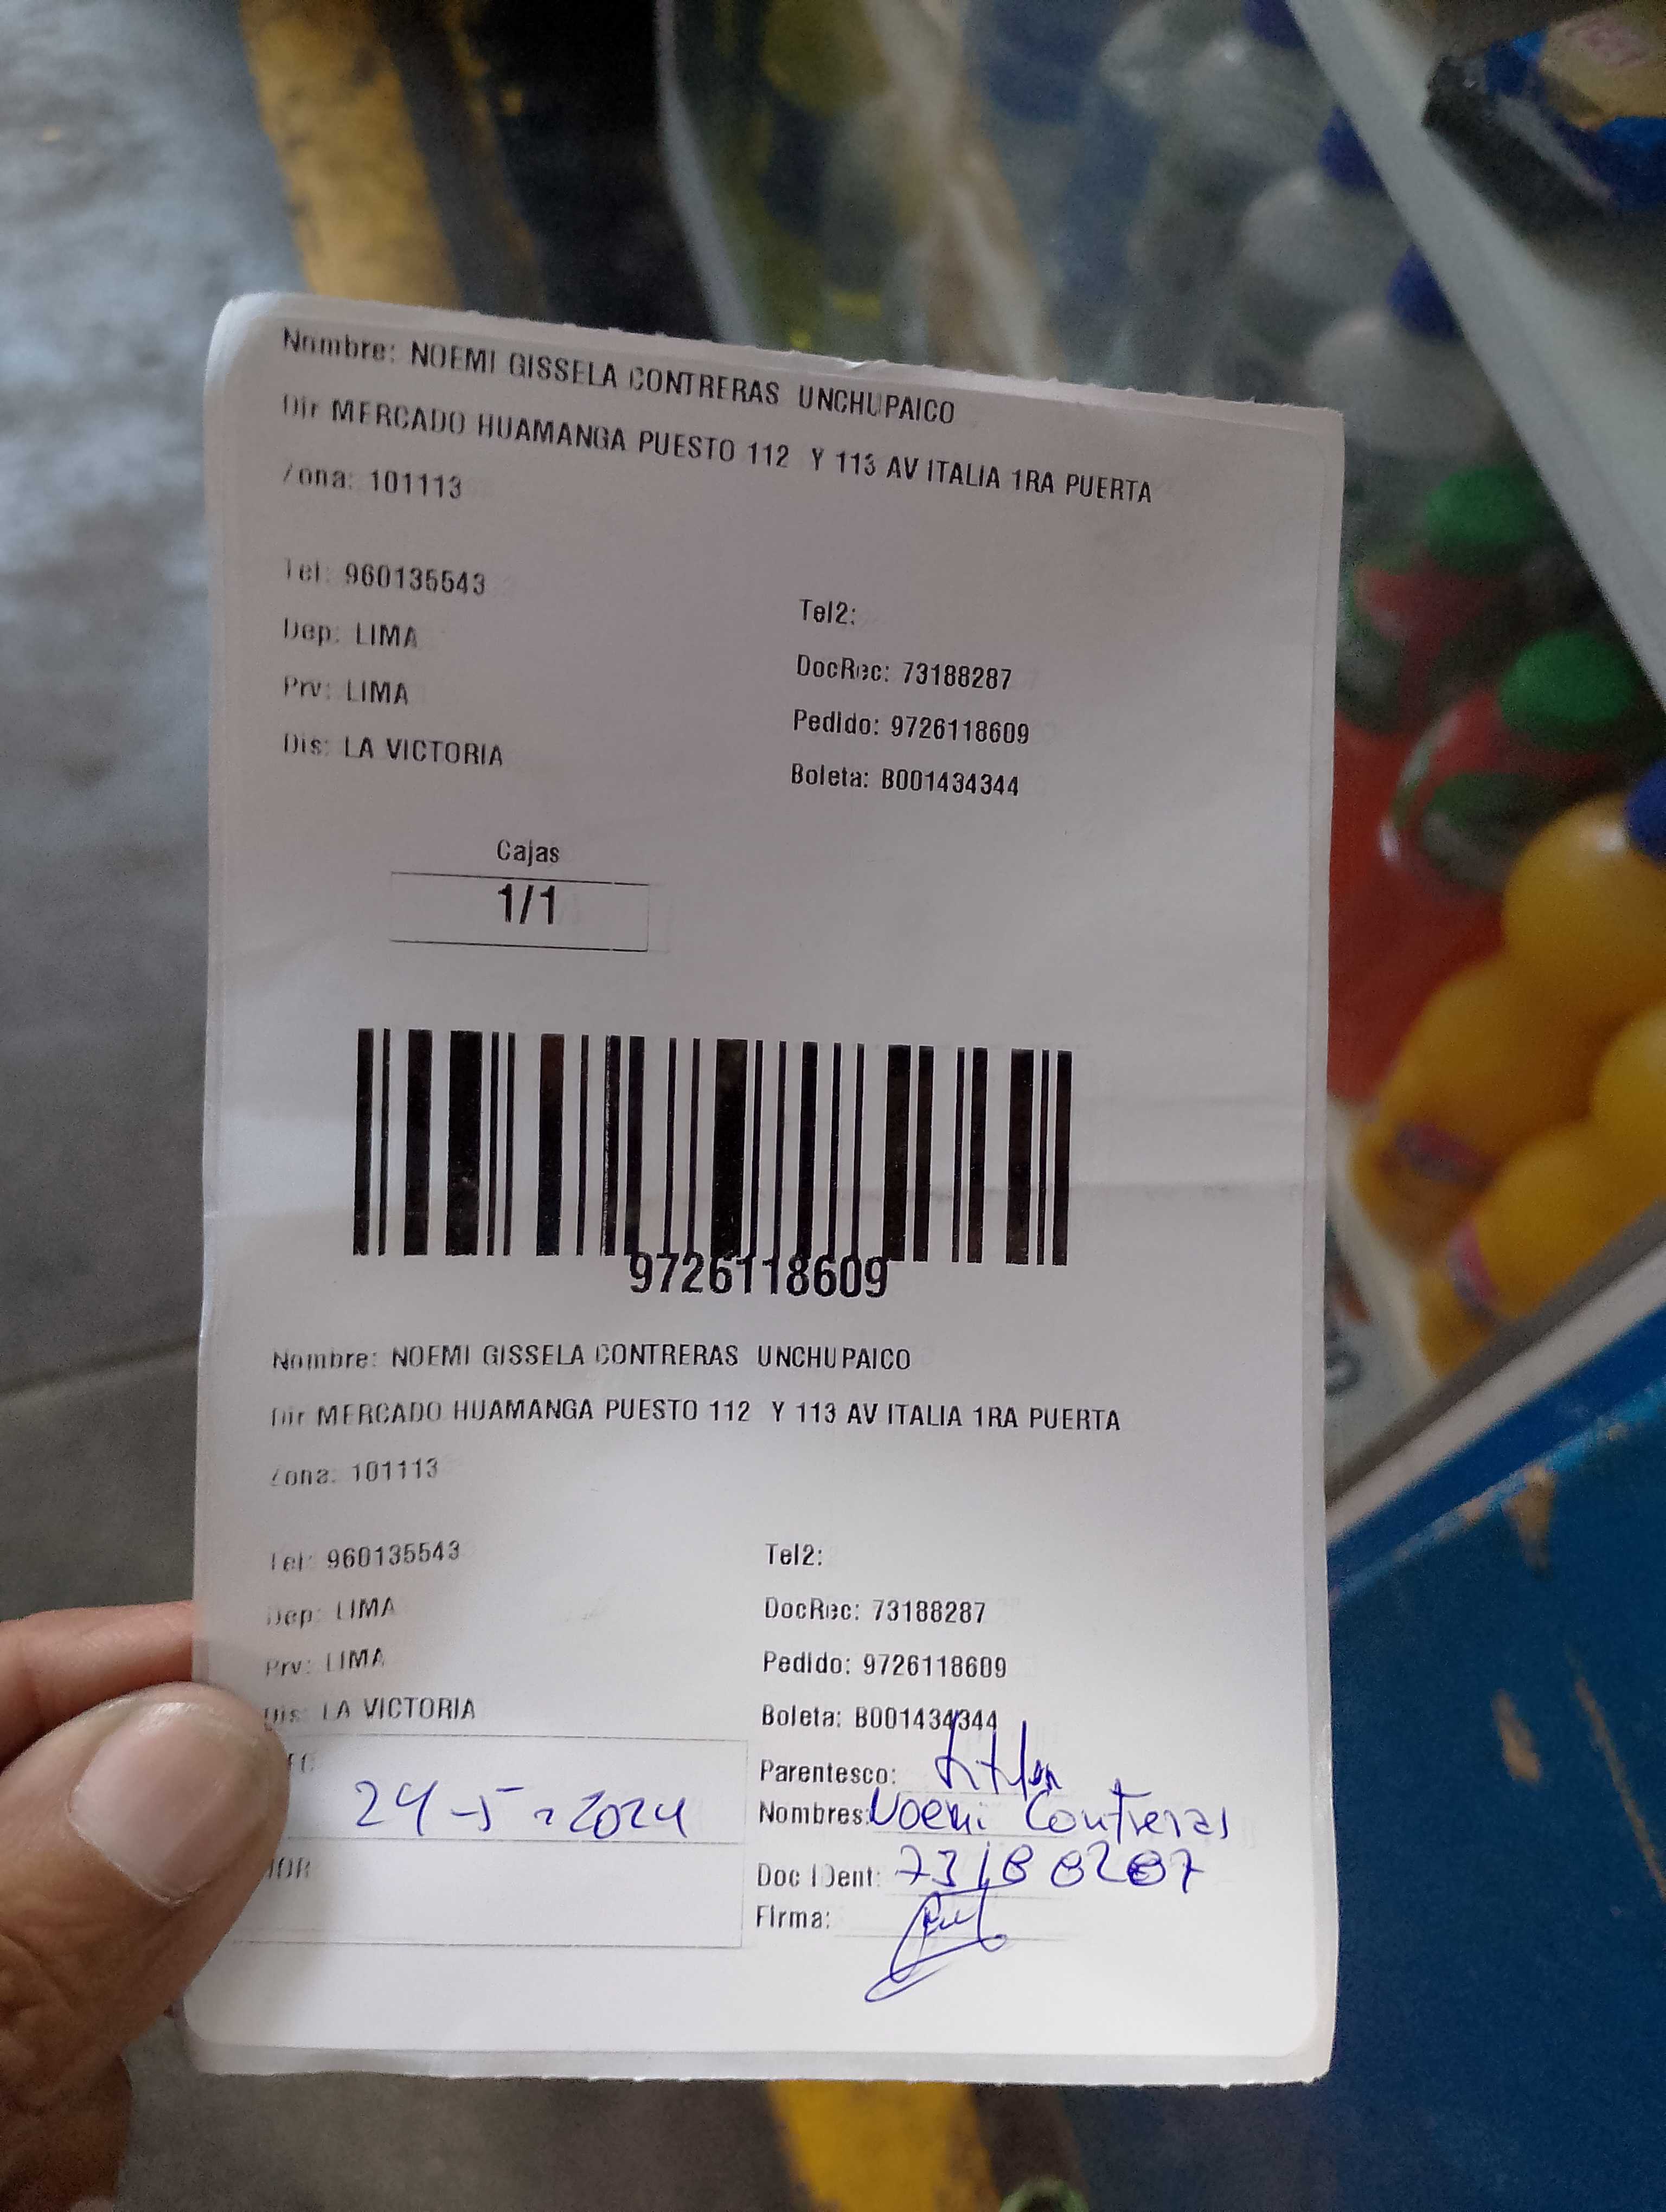 Nombre: NOEMI GISSELA CONTRERAS UNCHUPAICO
Dir MERCADO HUAMANGA PUESTO 112 Y 113 AV ITALIA 1RA PUERTA
Zona: 101113
Tel: 960135543
Tel2:
Dep: LIMA
DocRec: 73188287
Prv: LIMA
Pedido: 9726118609
Dis: LA VICTORIA
Boleta: B001434344
Cajas
1/1
9726118609
Nombre: NOEMI GISSELA CONTRERAS UNCHUPAICO
Dir MERCADO HUAMANGA PUESTO 112 Y 113 AV ITALIA 1RA PUERTA
Zona: 101113
Tel: 960135543
Tel2:
Dep: LIMA
DocRec: 73188287
Prv: LIMA
Pedido: 9726118609
Dis: LA VICTORIA
Boleta: B001434344
Parentesco:
24-5-2024
Nombres: Noemi Contreras
Doc IDent: 73188287
Firma: